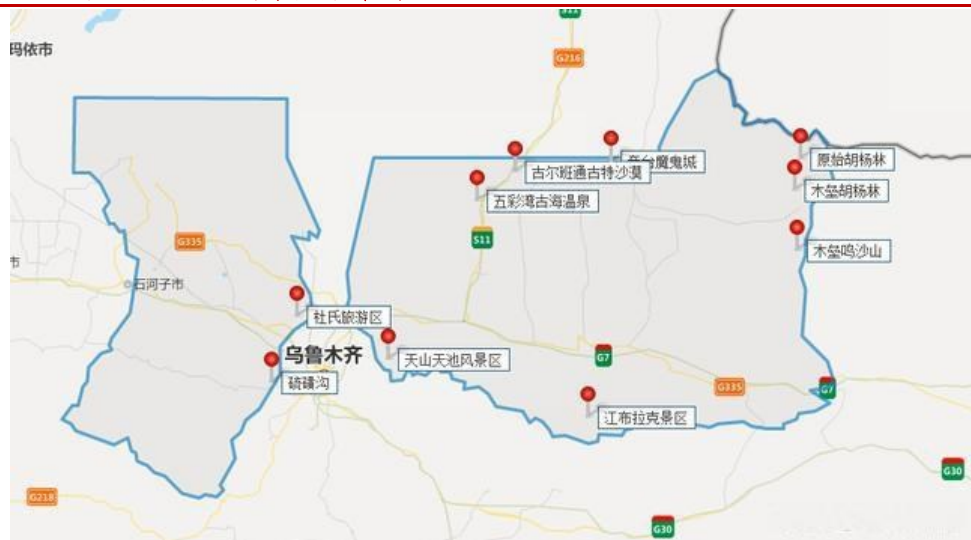 玛依市
G216
原始胡杨林
奇台魔鬼城
古尔班通古特沙漠
木垒胡杨林
五彩湾古海温泉
S11
G335
木垒鸣沙山
市
石河子市
杜氏旅游区
乌鲁木齐
天山天池风景区
G7
硫磺沟
G335
G7
江布拉克景区
G30
G218
G30